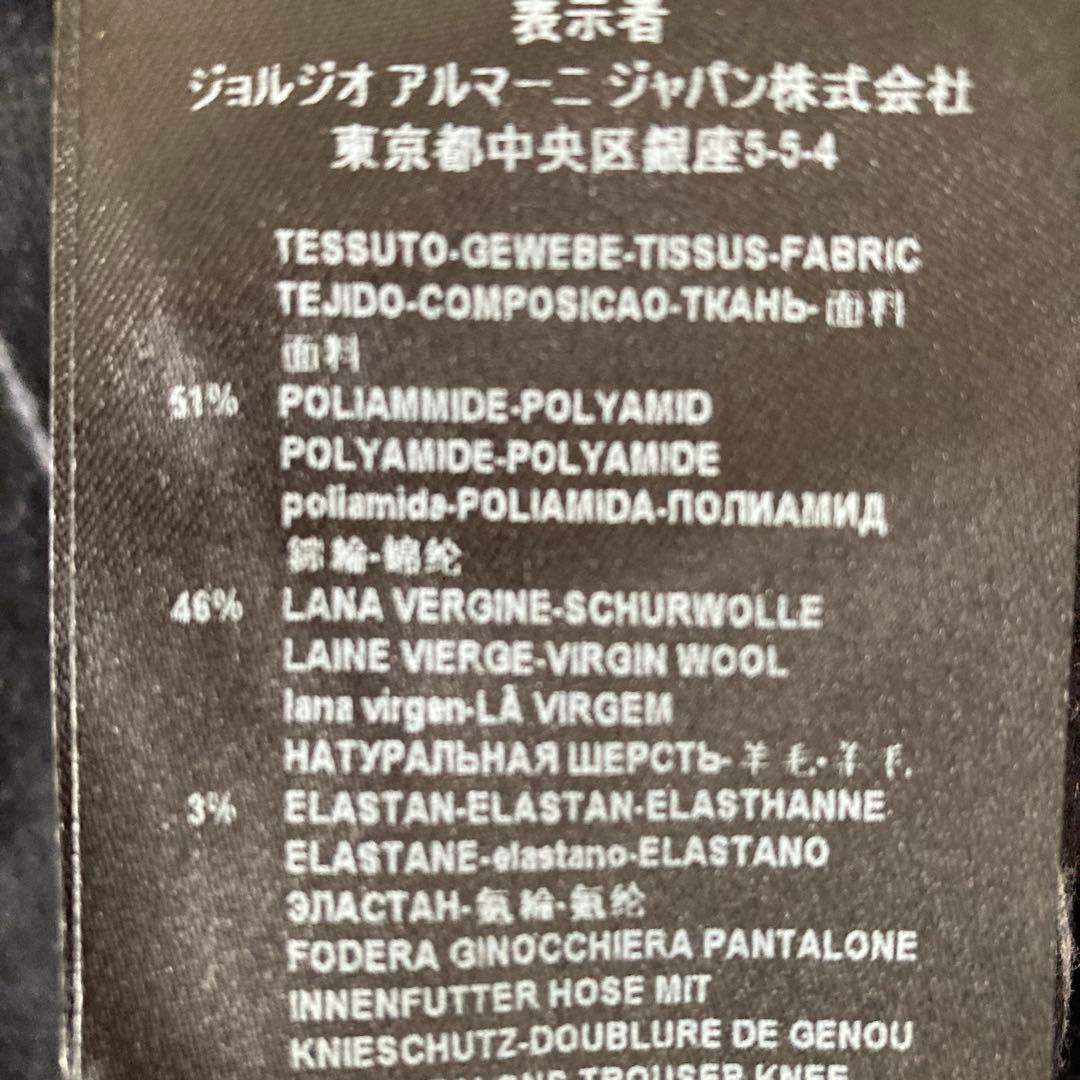 表示者
ジョルジオ アルマーニ ジャパン株式会社
東京都中央区銀座5-5-4
TESSUTO-GEWEBE-TISSUS-FABRIC
TEJIDO-COMPOSICAO-ТКАНЬ-面料
面料
51% POLIAMMIDE-POLYAMID
POLYAMIDE-POLYAMIDE
poliamida-POLIAMIDA-ПОЛИАМИД
錦綸-锦纶
46% LANA VERGINE-SCHURWOLLE
LAINE VIERGE-VIRGIN WOOL
lana virgen-LÃ VIRGEM
НАТУРАЛЬНАЯ ШЕРСТЬ-羊毛-羊毛
3% ELASTAN-ELASTAN-ELASTHANNE
ELASTANE-elastano-ELASTANO
ЭЛАСТАН-氨綸-氨纶
FODERA GINOCCHIERA PANTALONE
INNENFUTTER HOSE MIT
KNIESCHUTZ-DOUBLURE DE GENOU
TROUSER KNEE